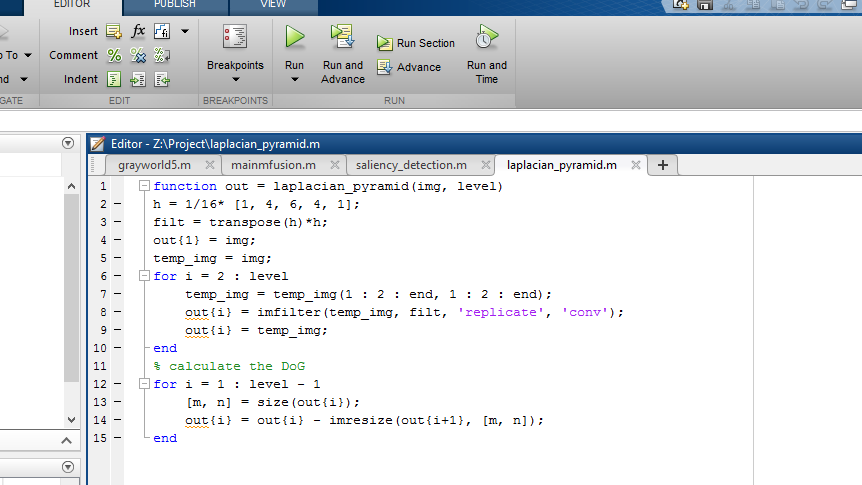 EDITOR PUBLISH VIEW
Insert fx
To Comment %
Indent
Breakpoints Run Run and Advance Run Section Advance Run and Time
GATE EDIT BREAKPOINTS RUN
Editor - Z:\Project\laplacian_pyramid.m
grayworld5.m mainmfusion.m saliency_detection.m laplacian_pyramid.m +
1 function out = laplacian_pyramid(img, level)
2 – h = 1/16* [1, 4, 6, 4, 1];
3 – filt = transpose(h)*h;
4 – out{1} = img;
5 – temp_img = img;
6 – for i = 2 : level
7 – temp_img = temp_img(1 : 2 : end, 1 : 2 : end);
8 – out{i} = imfilter(temp_img, filt, 'replicate', 'conv');
9 – out{i} = temp_img;
10 – end
11 % calculate the DoG
12 – for i = 1 : level - 1
13 – [m, n] = size(out{i});
14 – out{i} = out{i} - imresize(out{i+1}, [m, n]);
15 – end